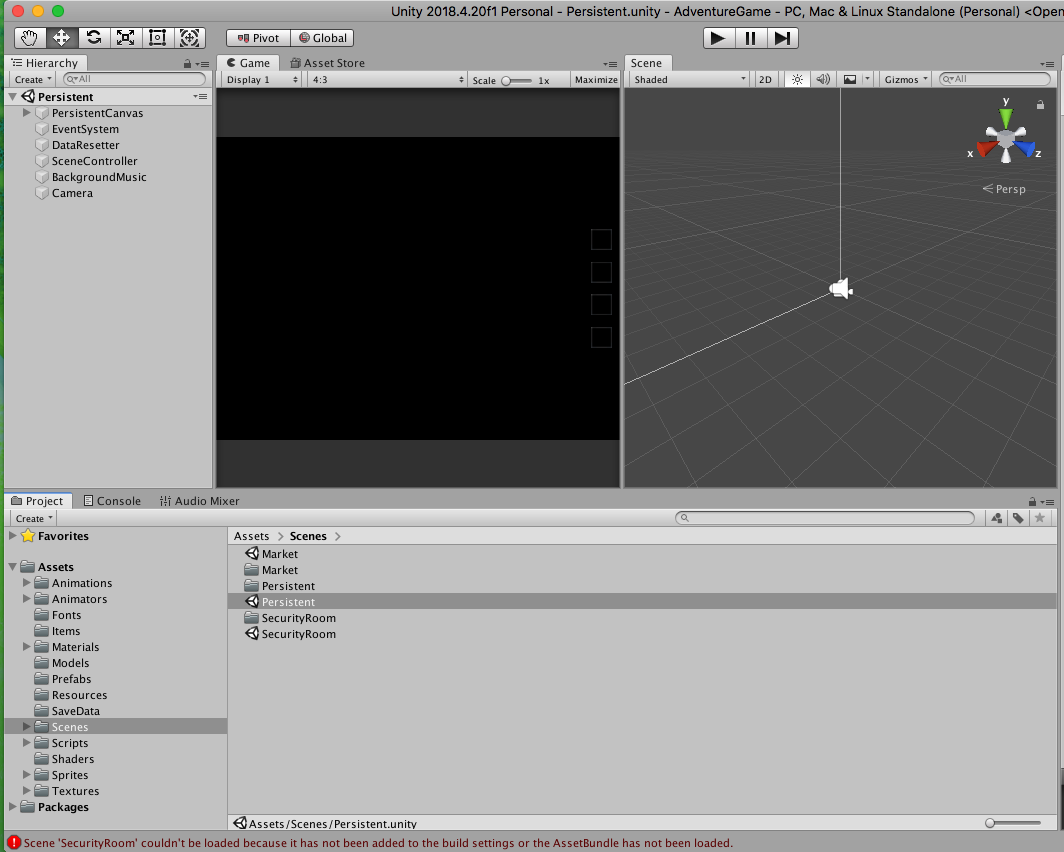 Unity 2018.4.20f1 Personal - Persistent.unity - AdventureGame - PC, Mac & Linux Standalone (Personal) <Open
Pivot Global
Hierarchy
Create All
Persistent
PersistentCanvas
EventSystem
DataResetter
SceneController
BackgroundMusic
Camera
Game Asset Store
Display 1 4:3 Scale 1x Maximize
Scene
Shaded 2D Gizmos All
y
x z
Persp
Project Console Audio Mixer
Create
Favorites
Assets
Animations
Animators
Fonts
Items
Materials
Models
Prefabs
Resources
SaveData
Scenes
Scripts
Shaders
Sprites
Textures
Packages
Assets > Scenes >
Market
Market
Persistent
Persistent
SecurityRoom
SecurityRoom
Assets/Scenes/Persistent.unity
Scene 'SecurityRoom' couldn't be loaded because it has not been added to the build settings or the AssetBundle has not been loaded.